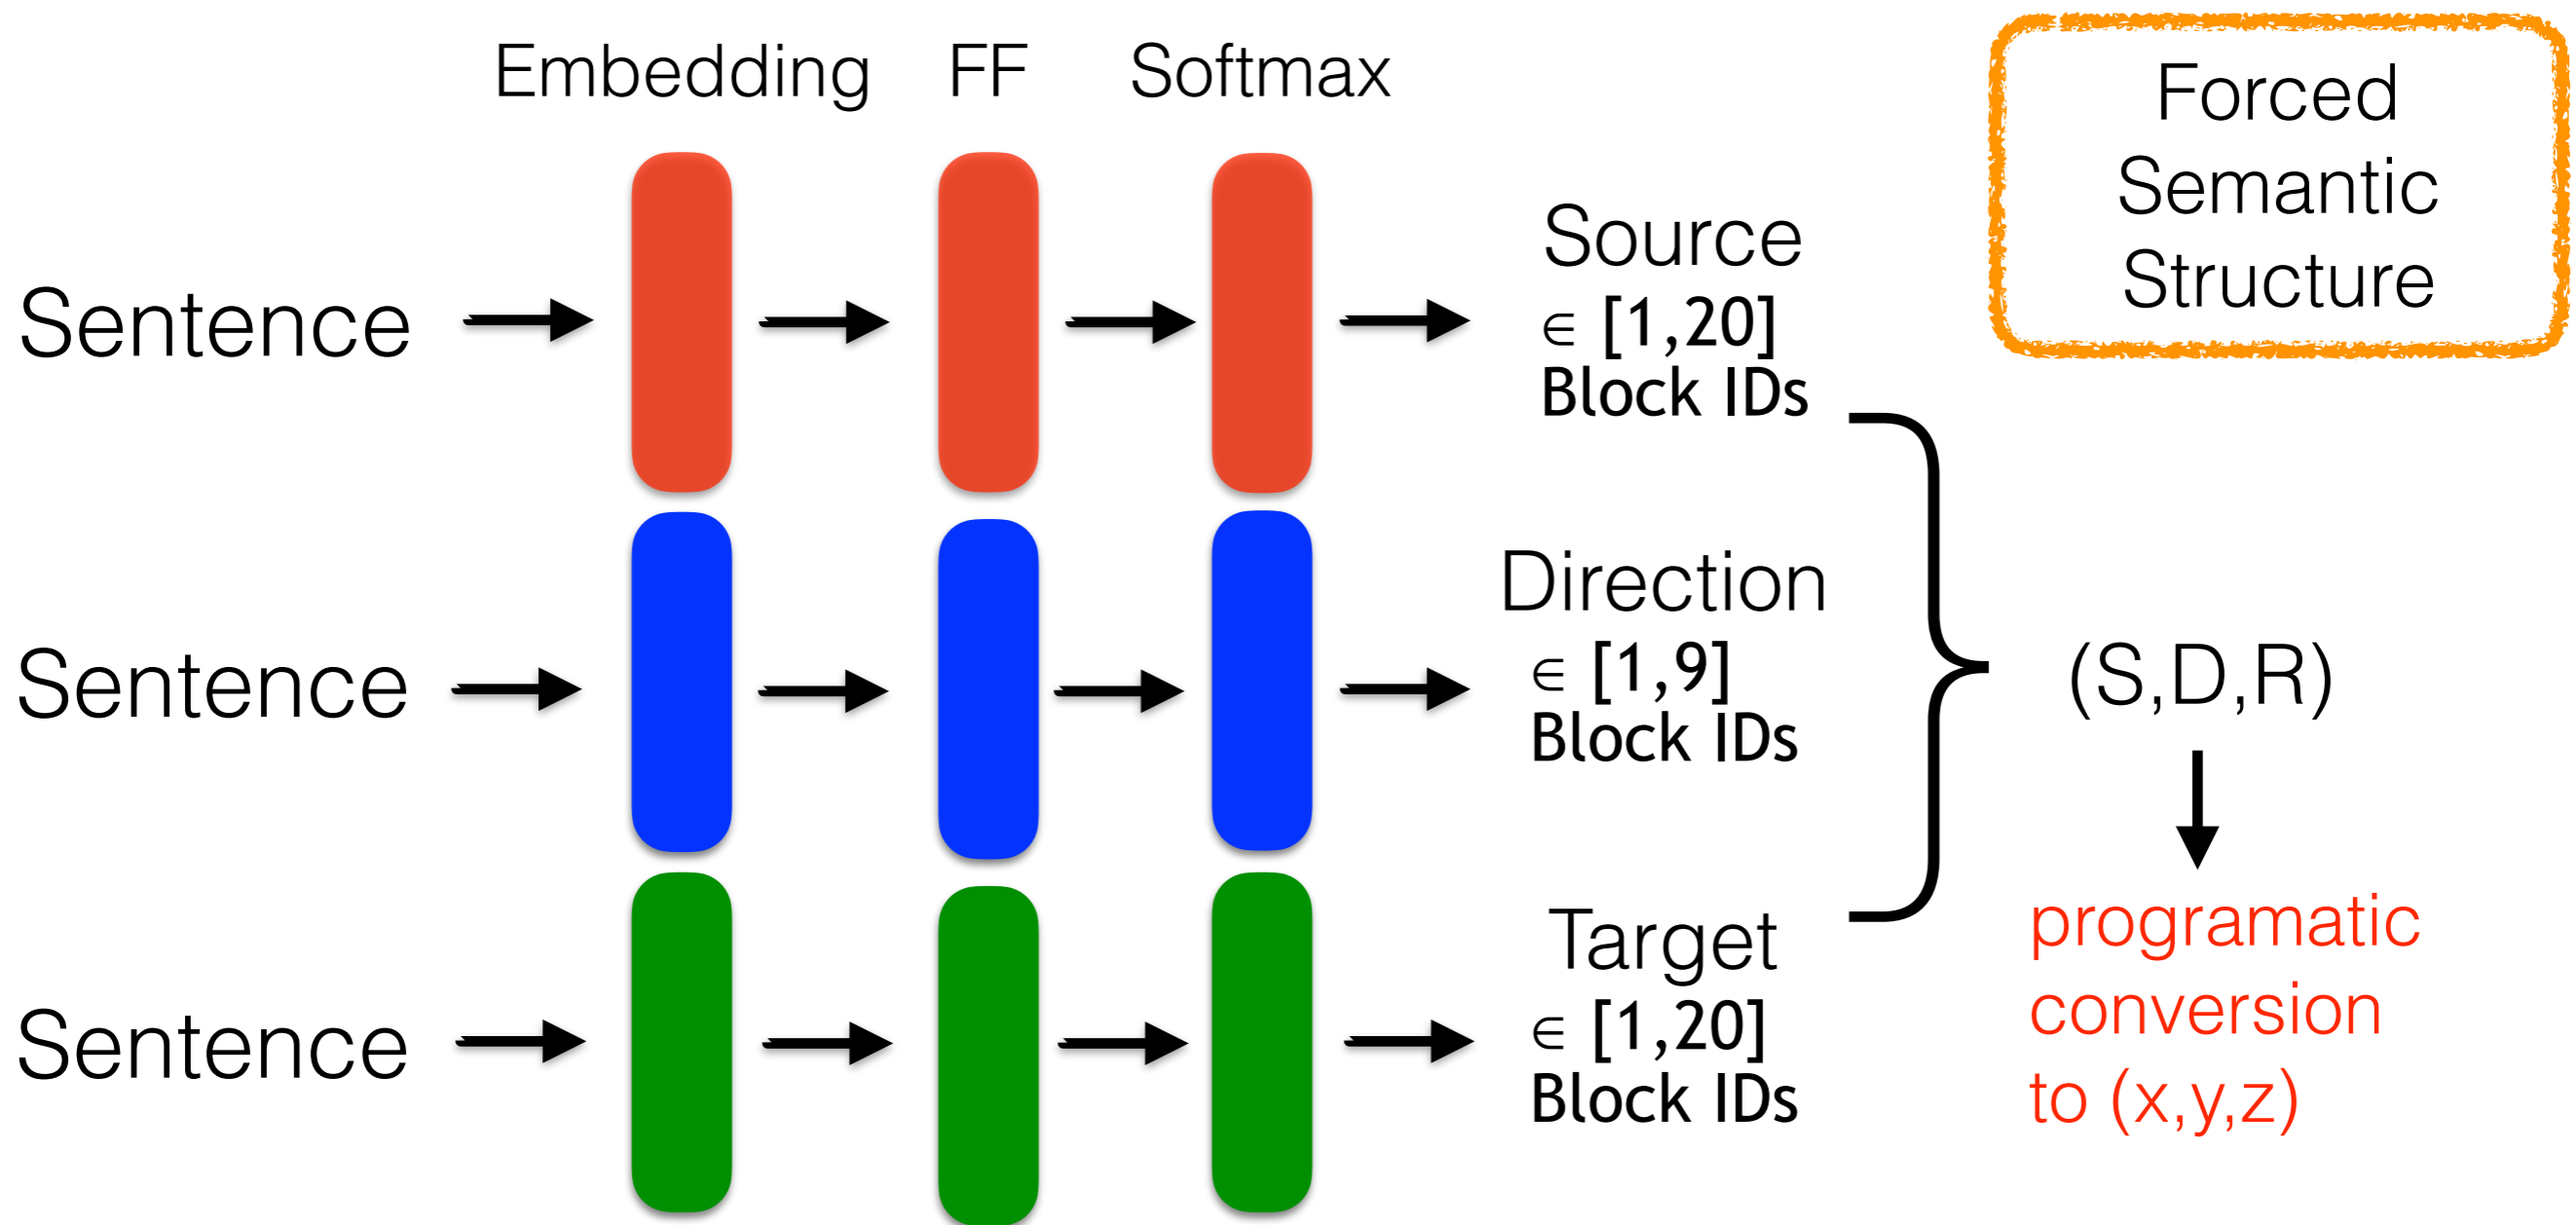 Embedding FF Softmax
Forced
Semantic
Structure
Sentence
Source
∈ [1,20]
Block IDs
Sentence
Direction
∈ [1,9]
Block IDs
(S,D,R)
Sentence
Target
∈ [1,20]
Block IDs
programatic
conversion
to (x,y,z)